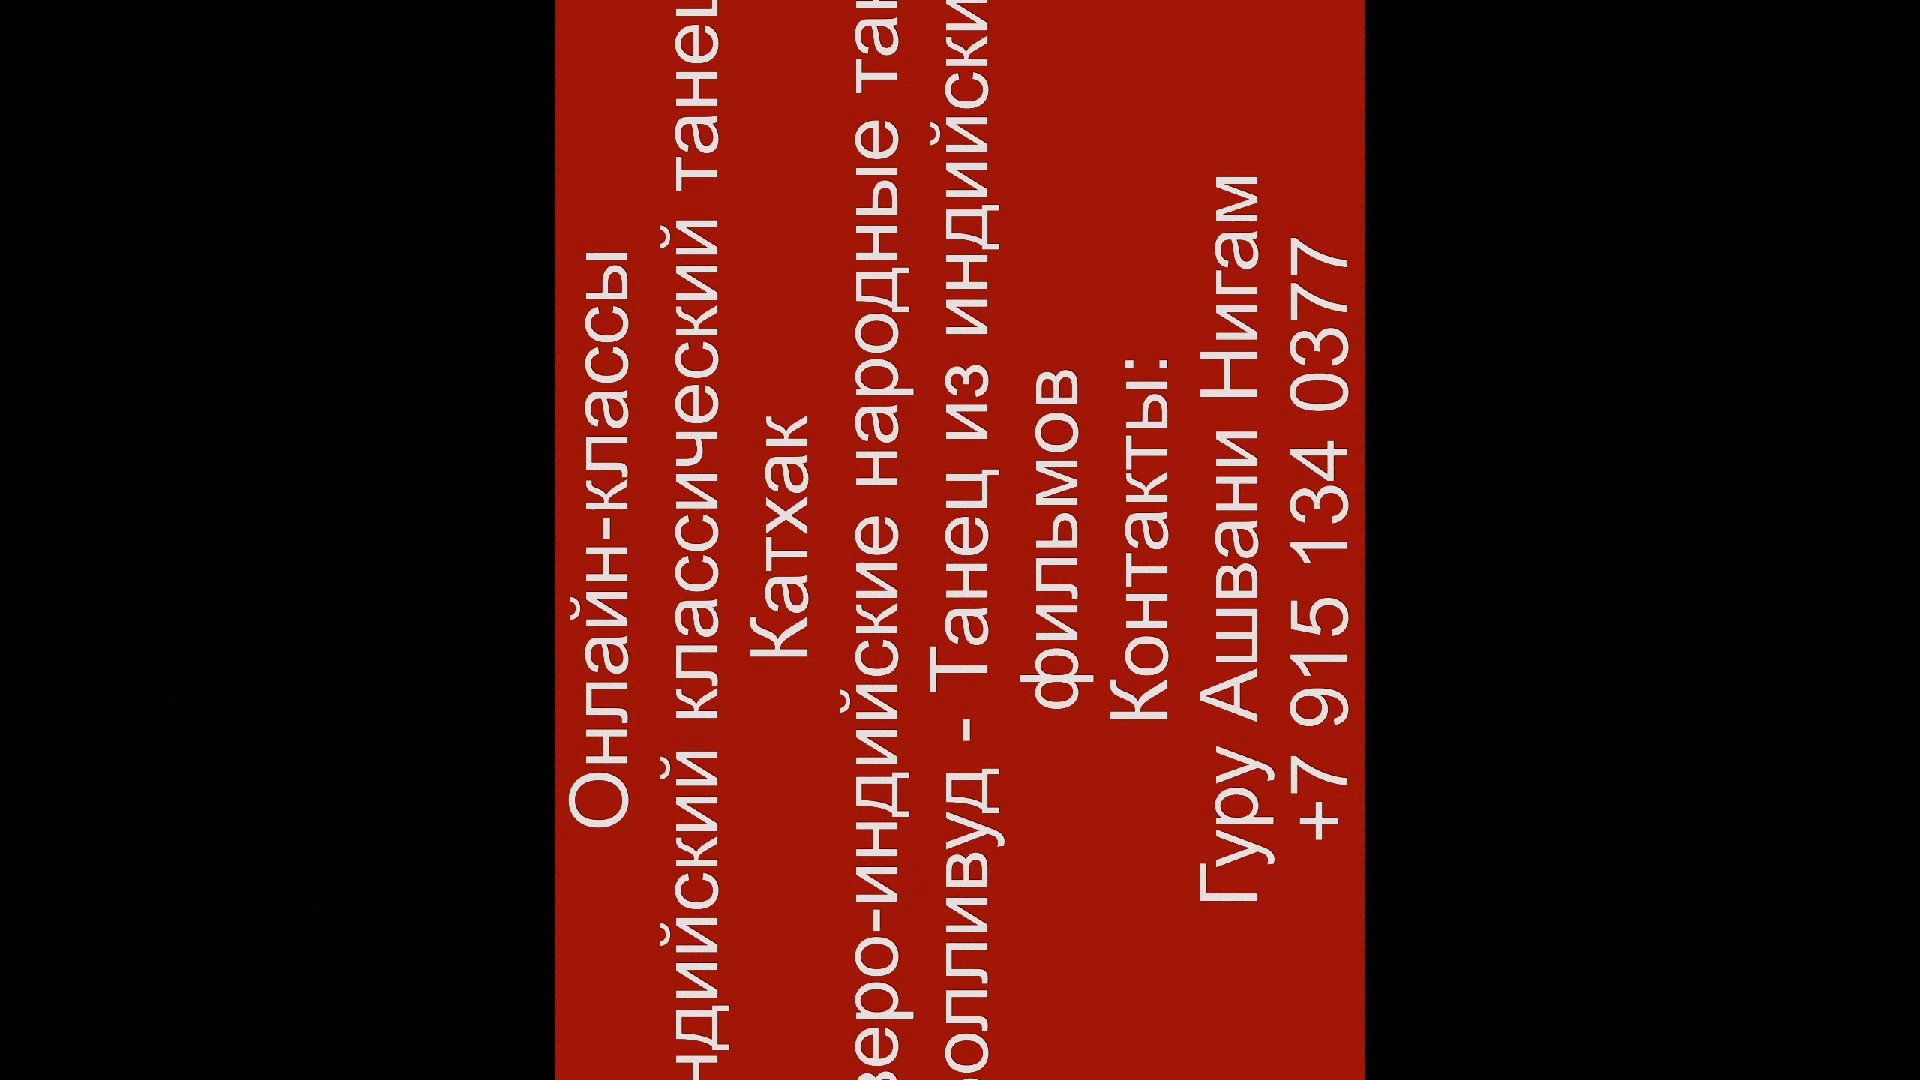 Онлайн-классы
ндийский классический танец
Катхак
веро-индийские народные тан
олливуд - Танец из индийски
фильмов
Контакты:
Гуру Ашвани Нигам
+7 915 134 0377